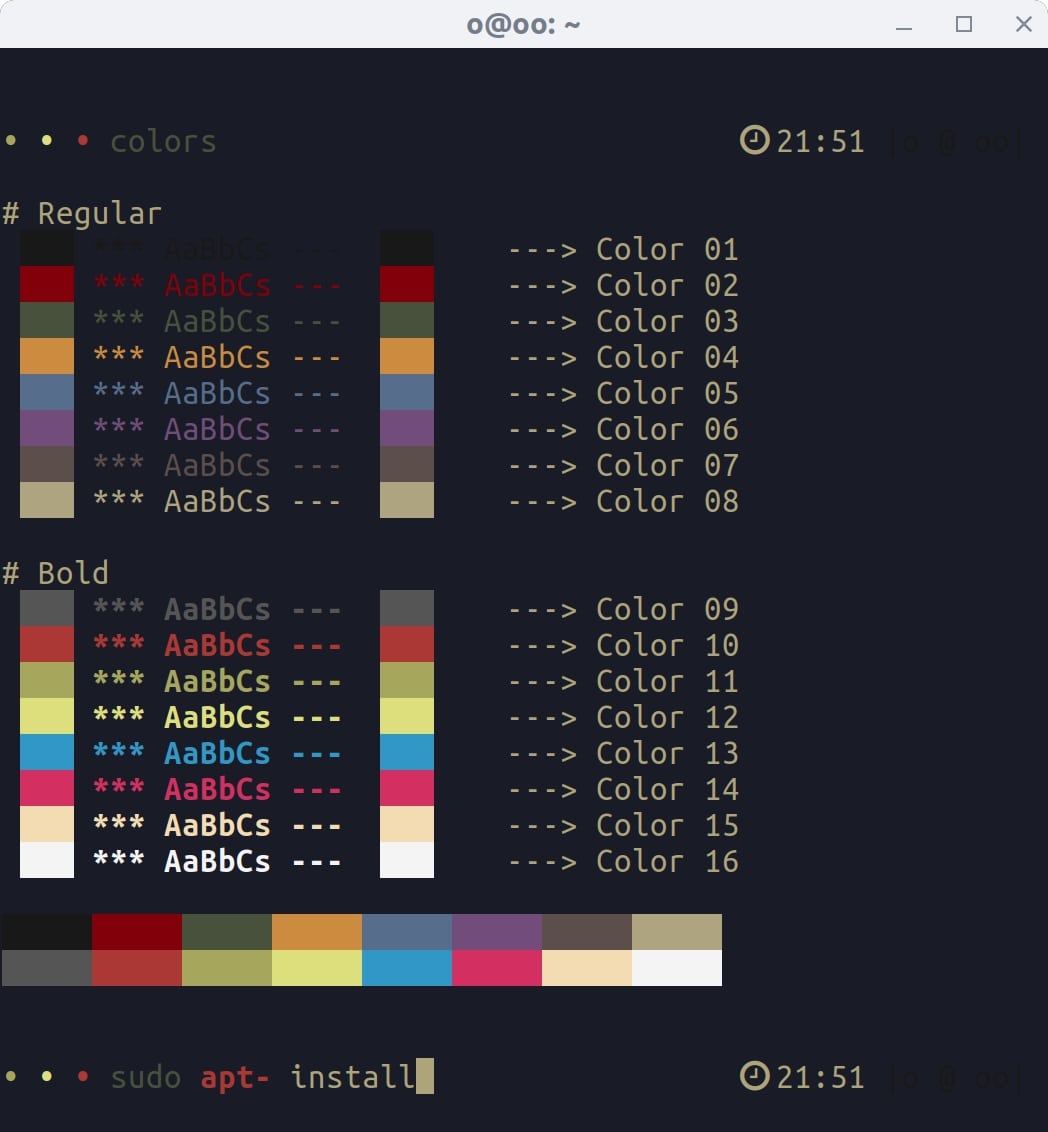 o@oo: ~
• • • colors 21:51 |o @ oo|
# Regular
*** AaBbCs --- ---> Color 01
*** AaBbCs --- ---> Color 02
*** AaBbCs --- ---> Color 03
*** AaBbCs --- ---> Color 04
*** AaBbCs --- ---> Color 05
*** AaBbCs --- ---> Color 06
*** AaBbCs --- ---> Color 07
*** AaBbCs --- ---> Color 08
# Bold
*** AaBbCs --- ---> Color 09
*** AaBbCs --- ---> Color 10
*** AaBbCs --- ---> Color 11
*** AaBbCs --- ---> Color 12
*** AaBbCs --- ---> Color 13
*** AaBbCs --- ---> Color 14
*** AaBbCs --- ---> Color 15
*** AaBbCs --- ---> Color 16
• • • sudo apt- install 21:51 |o @ oo|